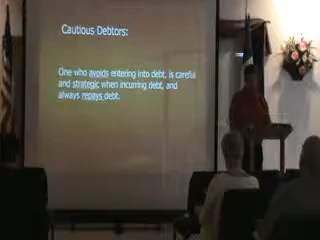 Cautious Debtors:
One who avoids entering into debt, is careful
and strategic when incurring debt, and
always repays debt.